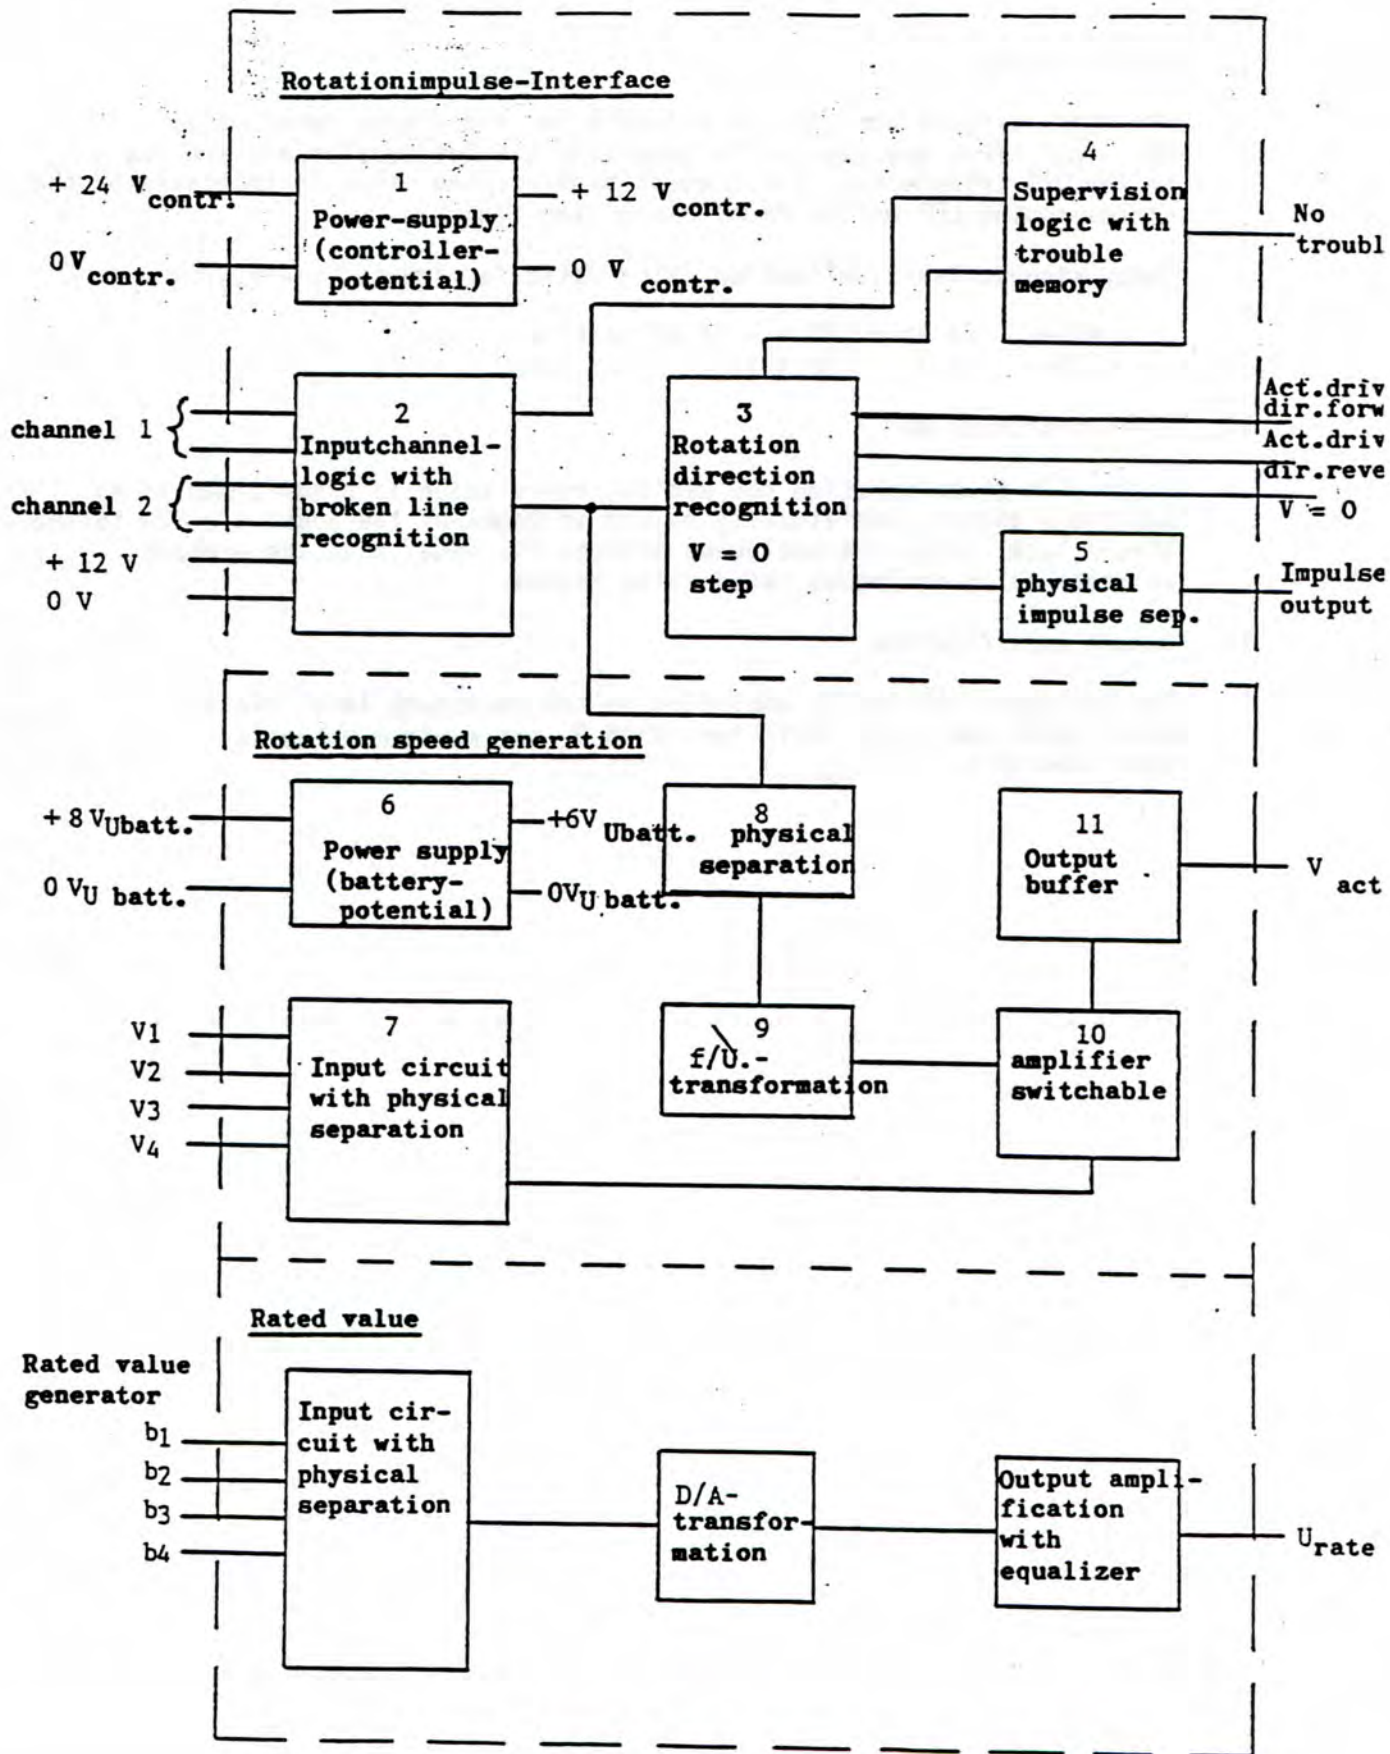 Rotationimpulse-Interface
+ 24 V contr.
0 V contr.
1
Power-supply
(controller-
potential)
+ 12 V contr.
0 V contr.
4
Supervision
logic with
trouble
memory
No
troubl
channel 1
channel 2
+ 12 V
0 V
2
Inputchannel-
logic with
broken line
recognition
3
Rotation
direction
recognition
V = 0
step
Act.driv
dir.forw
Act.driv
dir.reve
V = 0
5
physical
impulse sep.
Impulse
output
Rotation speed generation
+ 8 V Ubatt.
0 V U batt.
6
Power supply
(battery-
potential)
+6V Ubatt.
0V U batt.
8
physical
separation
11
Output
buffer
V act
V1
V2
V3
V4
7
Input circuit
with physical
separation
9
f/U.-
transformation
10
amplifier
switchable
Rated value
Rated value
generator
b1
b2
b3
b4
Input cir-
cuit with
physical
separation
D/A-
transfor-
mation
Output ampli-
fication
with
equalizer
Urate